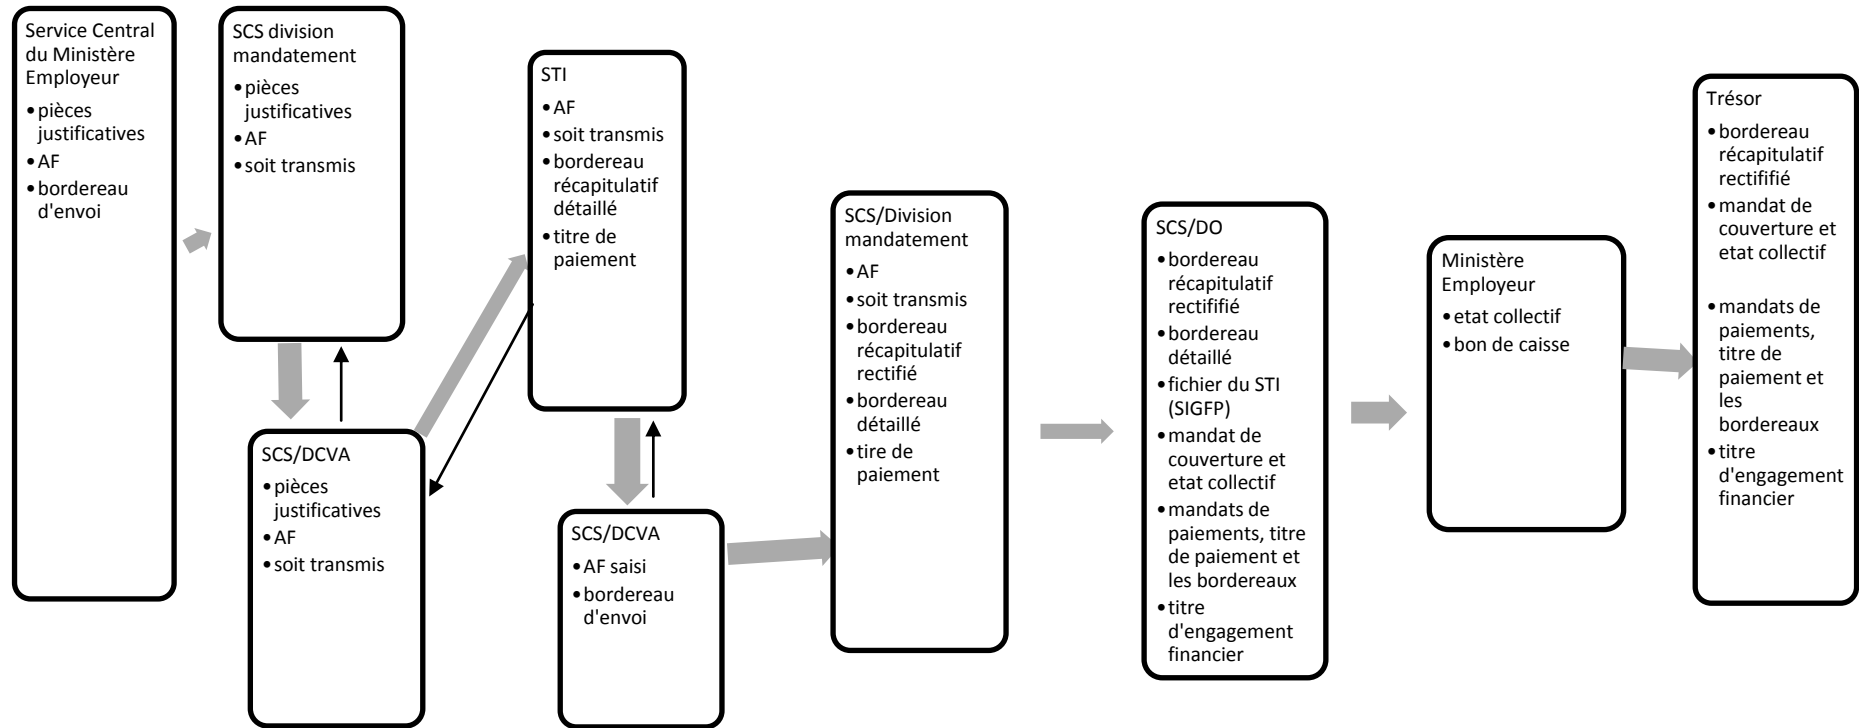 Service Central
du Ministère
Employeur
•pièces
justificatives
•AF
•bordereau
d'envoi
SCS division
mandatement
•pièces
justificatives
•AF
•soit transmis
SCS/DCVA
•pièces
justificatives
•AF
•soit transmis
STI
•AF
•soit transmis
•bordereau
récapitulatif
détaillé
•titre de
paiement
SCS/DCVA
•AF saisi
•bordereau
d'envoi
SCS/Division
mandatement
•AF
•soit transmis
•bordereau
récapitulatif
rectifié
•bordereau
détaillé
•tire de
paiement
SCS/DO
•bordereau
récapitulatif
rectififié
•bordereau
détaillé
•fichier du STI
(SIGFP)
•mandat de
couverture et
etat collectif
•mandats de
paiements, titre
de paiement et
les bordereaux
•titre
d'engagement
financier
Ministère
Employeur
•etat collectif
•bon de caisse
Trésor
•bordereau
récapitulatif
rectififié
•mandat de
couverture et
etat collectif
•mandats de
paiements,
titre de
paiement et
les
bordereaux
•titre
d'engagement
financier